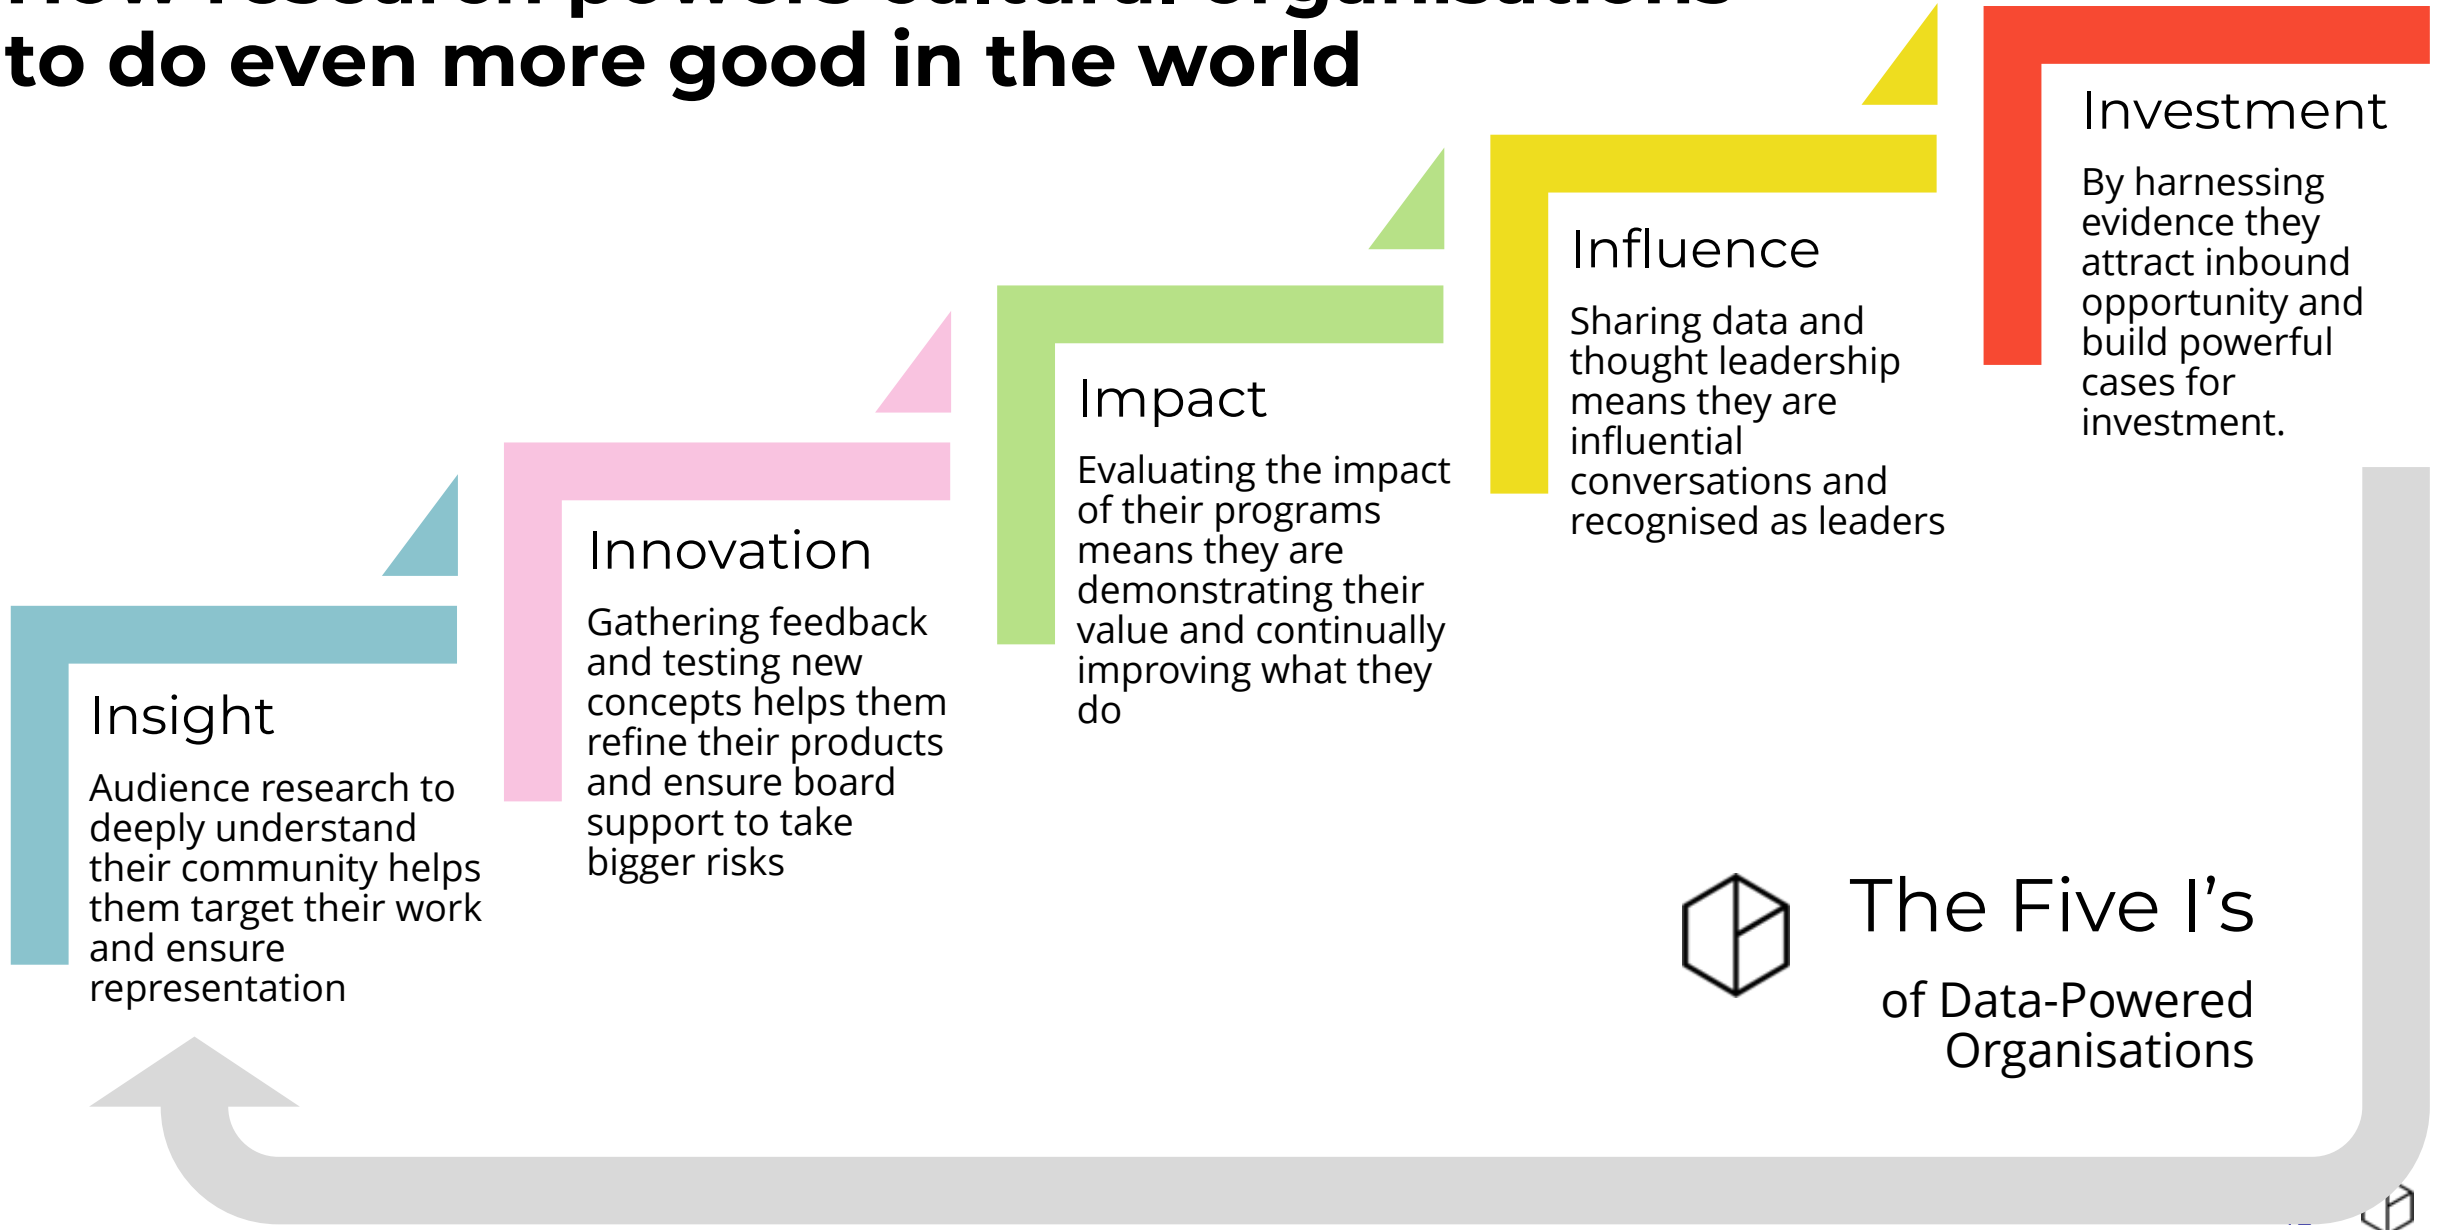 How research powers cultural organisations
to do even more good in the world
Insight
Audience research to
deeply understand
their community helps
them target their work
and ensure
representation
Innovation
Gathering feedback
and testing new
concepts helps them
refine their products
and ensure board
support to take
bigger risks
Impact
Evaluating the impact
of their programs
means they are
demonstrating their
value and continually
improving what they
do
Influence
Sharing data and
thought leadership
means they are
influential
conversations and
recognised as leaders
Investment
By harnessing
evidence they
attract inbound
opportunity and
build powerful
cases for
investment.
The Five I’s
of Data-Powered
Organisations